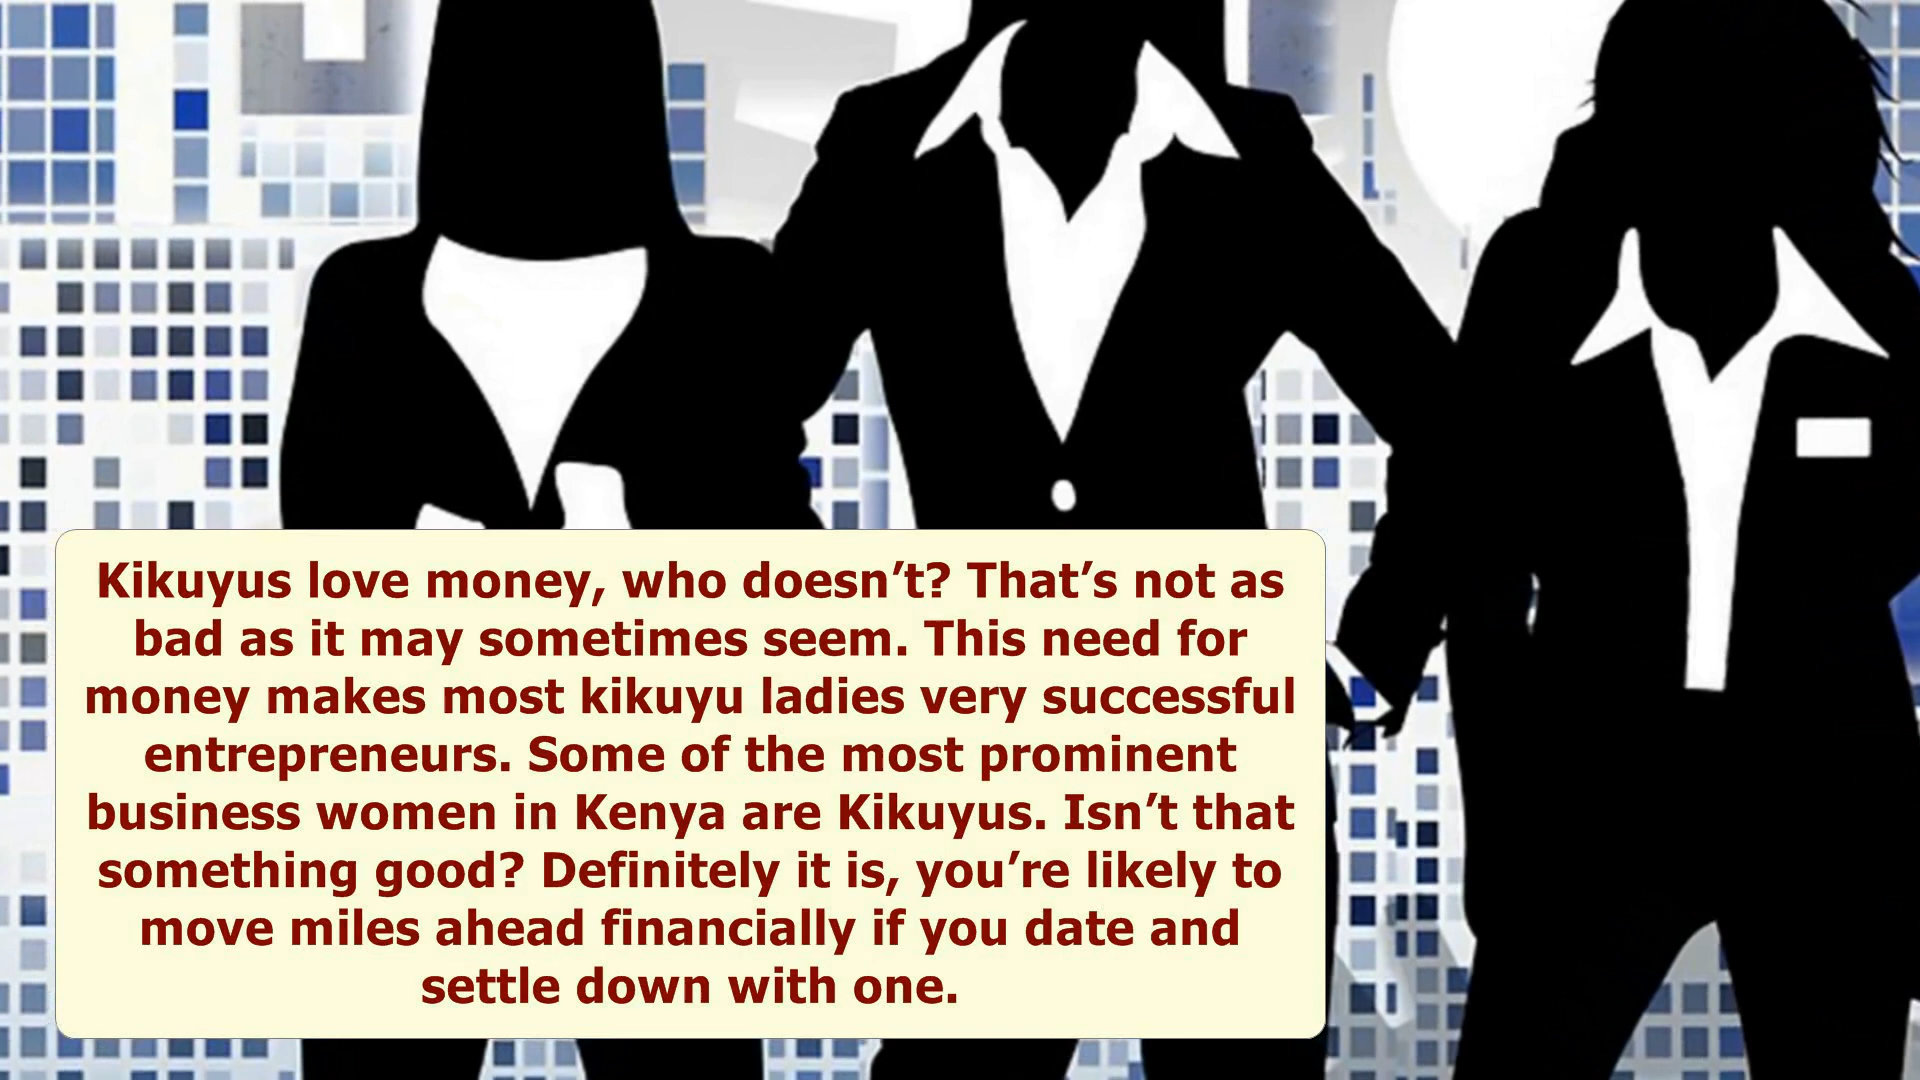 Kikuyus love money, who doesn’t? That’s not as
bad as it may sometimes seem. This need for
money makes most kikuyu ladies very successful
entrepreneurs. Some of the most prominent
business women in Kenya are Kikuyus. Isn’t that
something good? Definitely it is, you’re likely to
move miles ahead financially if you date and
settle down with one.